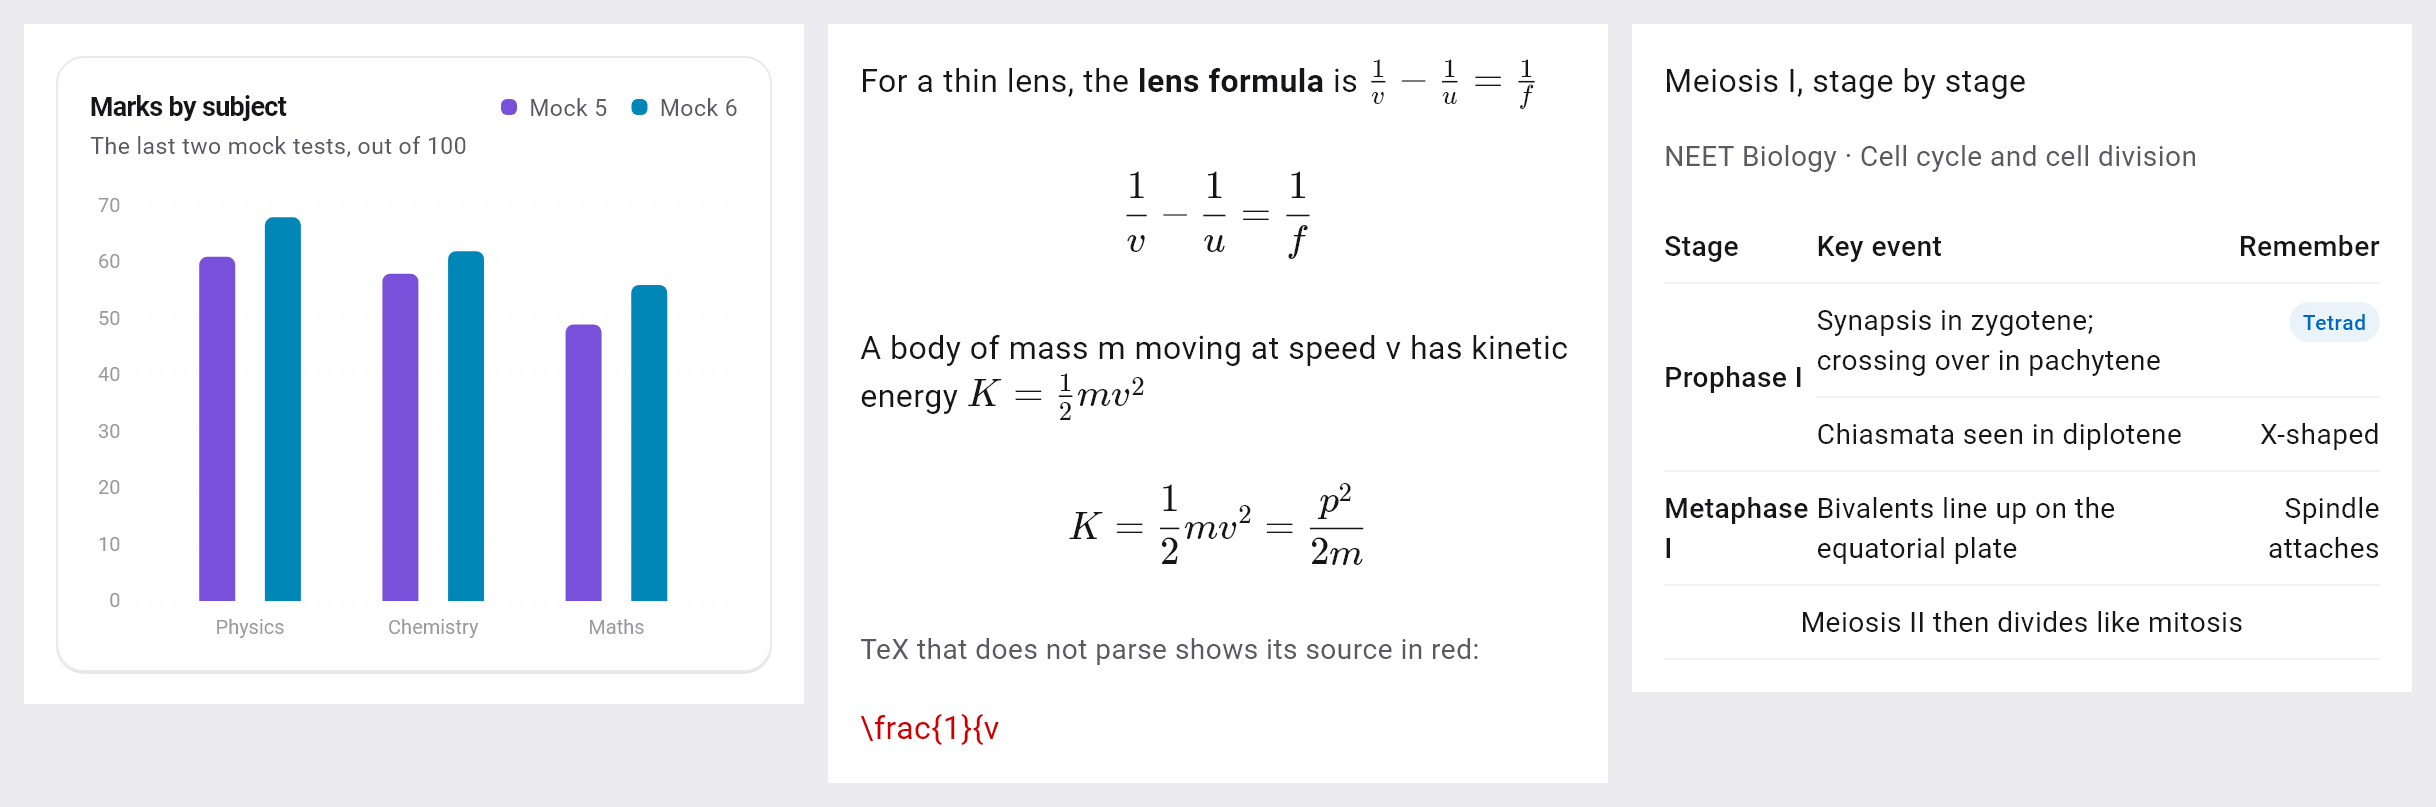 Marks by subject
Mock 5 Mock 6
The last two mock tests, out of 100
70
60
50
40
30
20
10
0
Physics Chemistry Maths
For a thin lens, the lens formula is 1/v − 1/u = 1/f
1/v − 1/u = 1/f
A body of mass m moving at speed v has kinetic
energy K = 1/2 mv²
K = 1/2 mv² = p²/2m
TeX that does not parse shows its source in red:
\frac{1}{v
Meiosis I, stage by stage
NEET Biology · Cell cycle and cell division
Stage Key event Remember
Prophase I
Synapsis in zygotene;
crossing over in pachytene
Tetrad
Chiasmata seen in diplotene X-shaped
Metaphase
I
Bivalents line up on the
equatorial plate
Spindle
attaches
Meiosis II then divides like mitosis